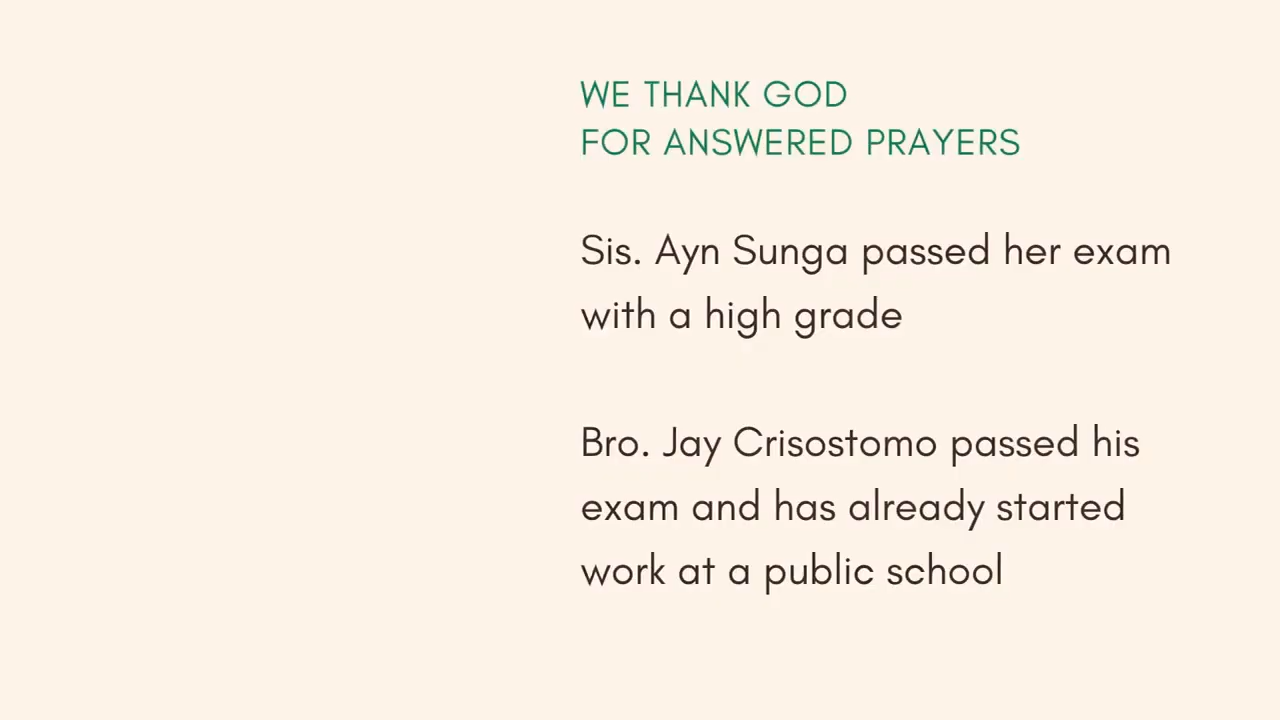 WE THANK GOD
FOR ANSWERED PRAYERS
Sis. Ayn Sunga passed her exam
with a high grade
Bro. Jay Crisostomo passed his
exam and has already started
work at a public school